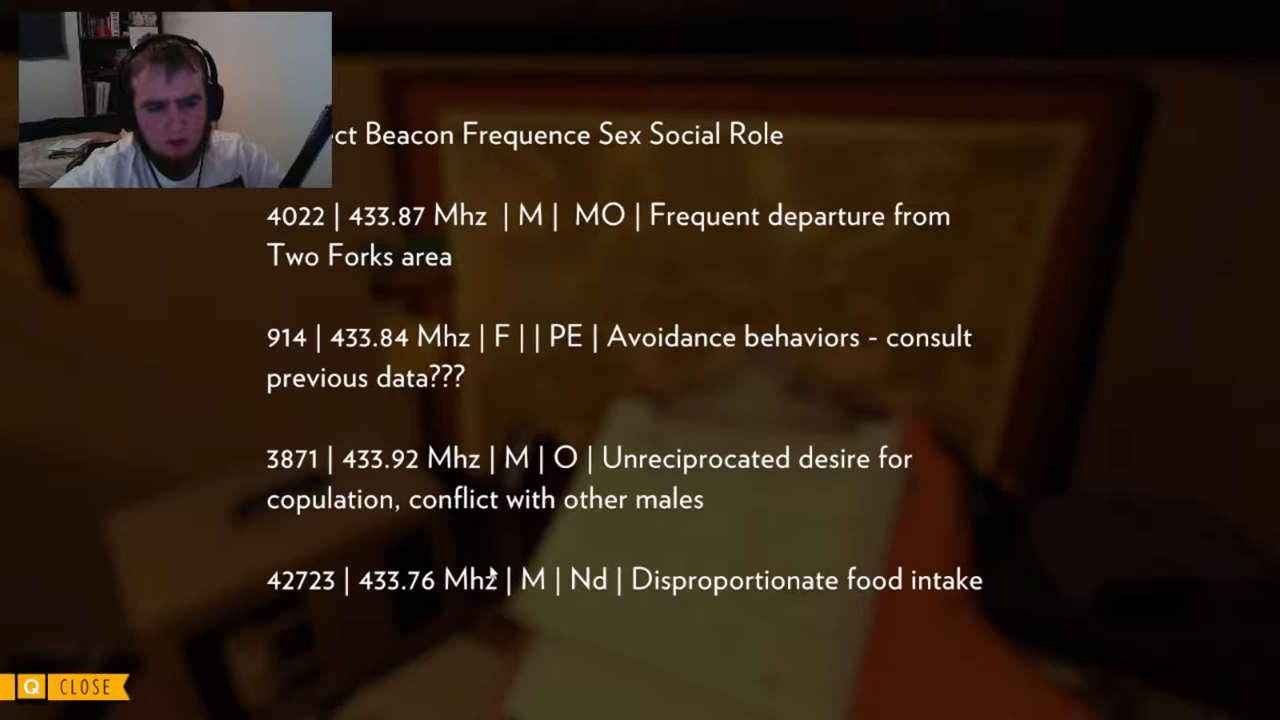 ct Beacon Frequence Sex Social Role
4022 | 433.87 Mhz | M | MO | Frequent departure from
Two Forks area
914 | 433.84 Mhz | F | | PE | Avoidance behaviors - consult
previous data???
3871 | 433.92 Mhz | M | O | Unreciprocated desire for
copulation, conflict with other males
42723 | 433.76 Mhz | M | Nd | Disproportionate food intake
Q CLOSE